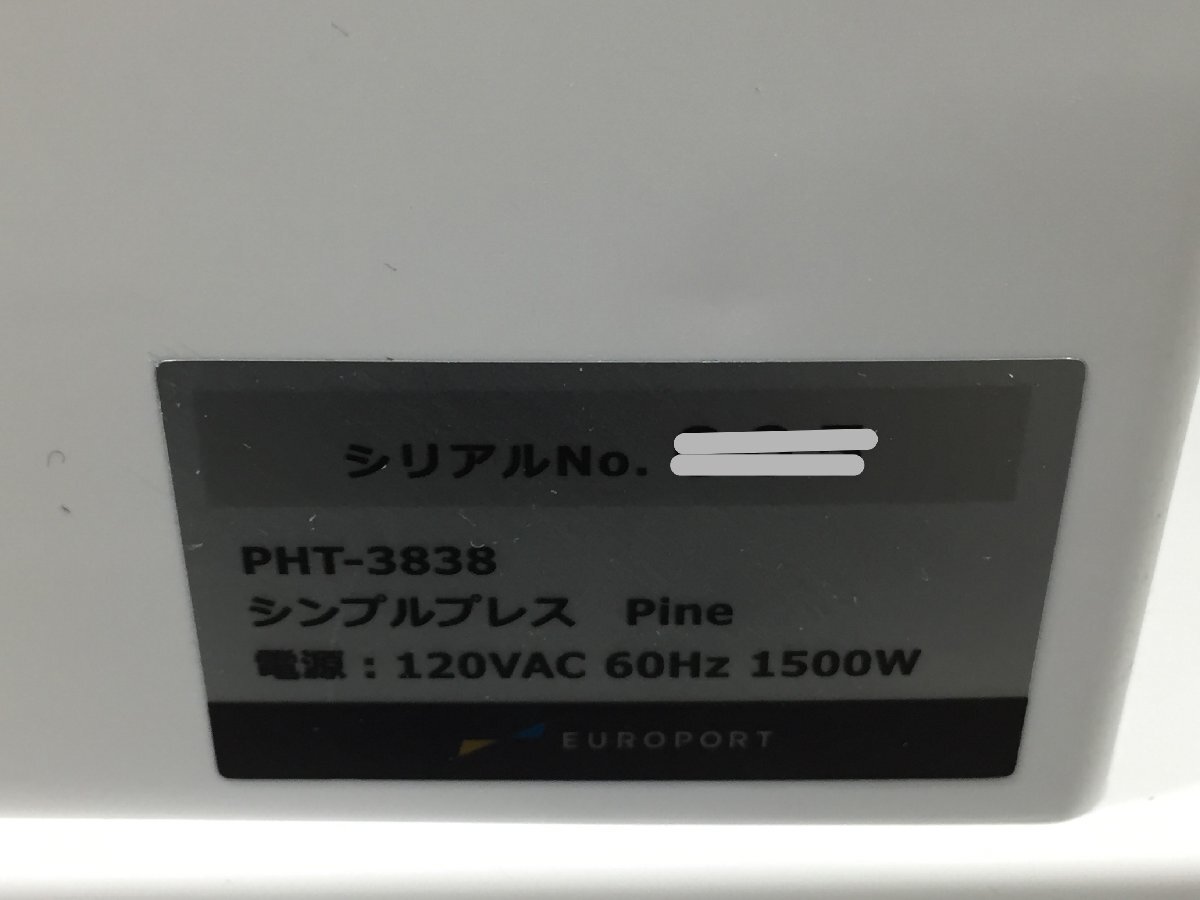 シリアルNo.
PHT-3838
シンプルプレス　Pine
電源：120VAC 60Hz 1500W
EUROPORT